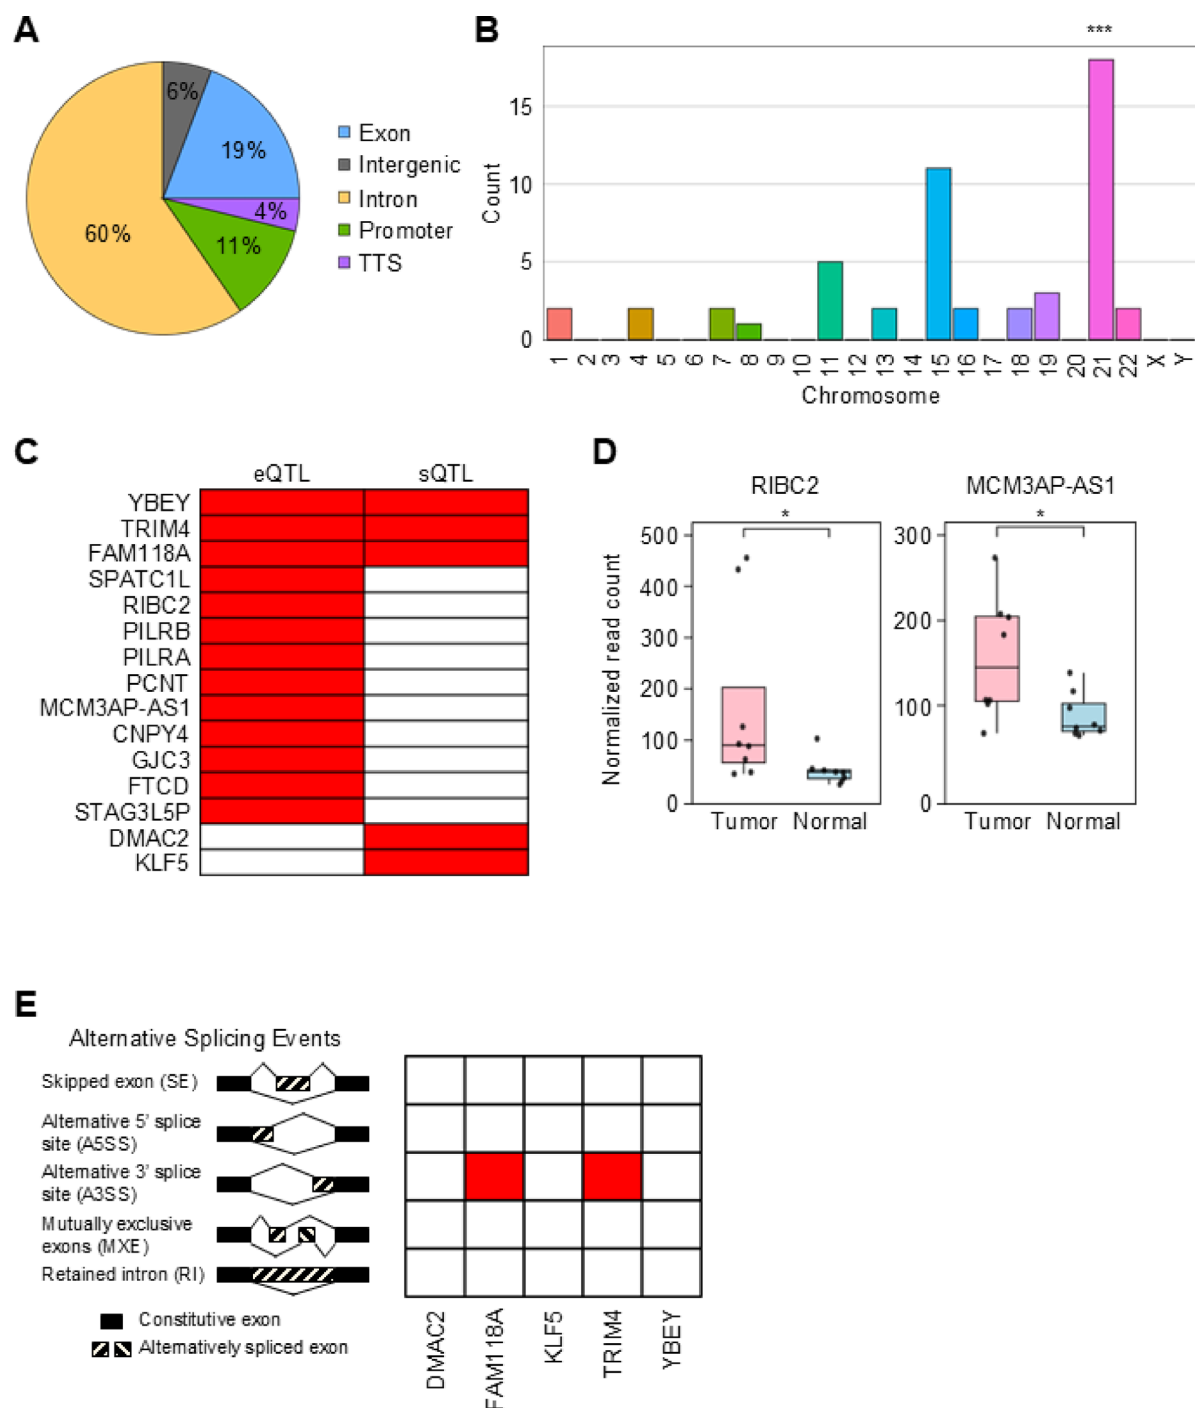 A
6%
19%
4%
11%
60%
Exon
Intergenic
Intron
Promoter
TTS
B
***
Count
15
10
5
0
1 2 3 4 5 6 7 8 9 10 11 12 13 14 15 16 17 18 19 20 21 22 X Y
Chromosome
C
eQTL sQTL
YBEY
TRIM4
FAM118A
SPATC1L
RIBC2
PILRB
PILRA
PCNT
MCM3AP-AS1
CNPY4
GJC3
FTCD
STAG3L5P
DMAC2
KLF5
D
RIBC2
*
Normalized read count
500
400
300
200
100
0
Tumor Normal
MCM3AP-AS1
*
300
200
100
0
Tumor Normal
E
Alternative Splicing Events
Skipped exon (SE)
Alternative 5' splice
site (A5SS)
Alternative 3' splice
site (A3SS)
Mutually exclusive
exons (MXE)
Retained intron (RI)
Constitutive exon
Alternatively spliced exon
DMAC2
FAM118A
KLF5
TRIM4
YBEY